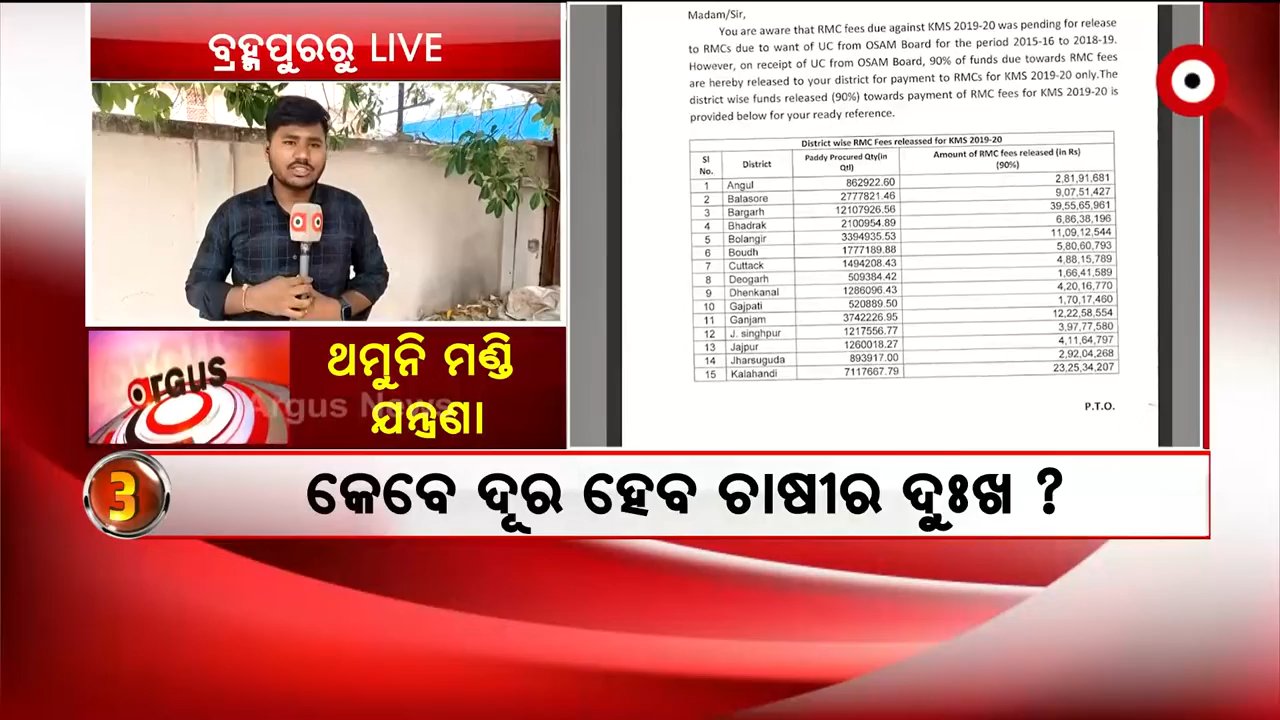 ବ୍ରହ୍ମପୁରରୁ LIVE
argus
Argus News
ଥମୁନି ମଣ୍ଡି
ଯନ୍ତ୍ରଣା
3
କେବେ ଦୂର ହେବ ଚାଷୀର ଦୁଃଖ ?
Madam/Sir,
You are aware that RMC fees due against KMS 2019-20 was pending for release
to RMCs due to want of UC from OSAM Board for the period 2015-16 to 2018-19.
However, on receipt of UC from OSAM Board, 90% of funds due towards RMC fees
are hereby released to your district for payment to RMCs for KMS 2019-20 only.The
district wise funds released (90%) towards payment of RMC fees for KMS 2019-20 is
provided below for your ready reference.
District wise RMC Fees releassed for KMS 2019-20
Sl No. District Paddy Procured Qty(in Qtl) Amount of RMC fees released (in Rs) (90%)
1 Angul 862922.60 2,81,91,681
2 Balasore 2777821.46 9,07,51,427
3 Bargarh 12107926.56 39,55,65,961
4 Bhadrak 2100954.89 6,86,38,196
5 Bolangir 3394935.53 11,09,12,544
6 Boudh 1777189.88 5,80,60,793
7 Cuttack 1494208.43 4,88,15,789
8 Deogarh 509384.42 1,66,41,589
9 Dhenkanal 1286096.43 4,20,16,770
10 Gajpati 520889.50 1,70,17,460
11 Ganjam 3742226.95 12,22,58,554
12 J. singhpur 1217556.77 3,97,77,580
13 Jajpur 1260018.27 4,11,64,797
14 Jharsuguda 893917.00 2,92,04,268
15 Kalahandi 7117667.79 23,25,34,207
P.T.O.